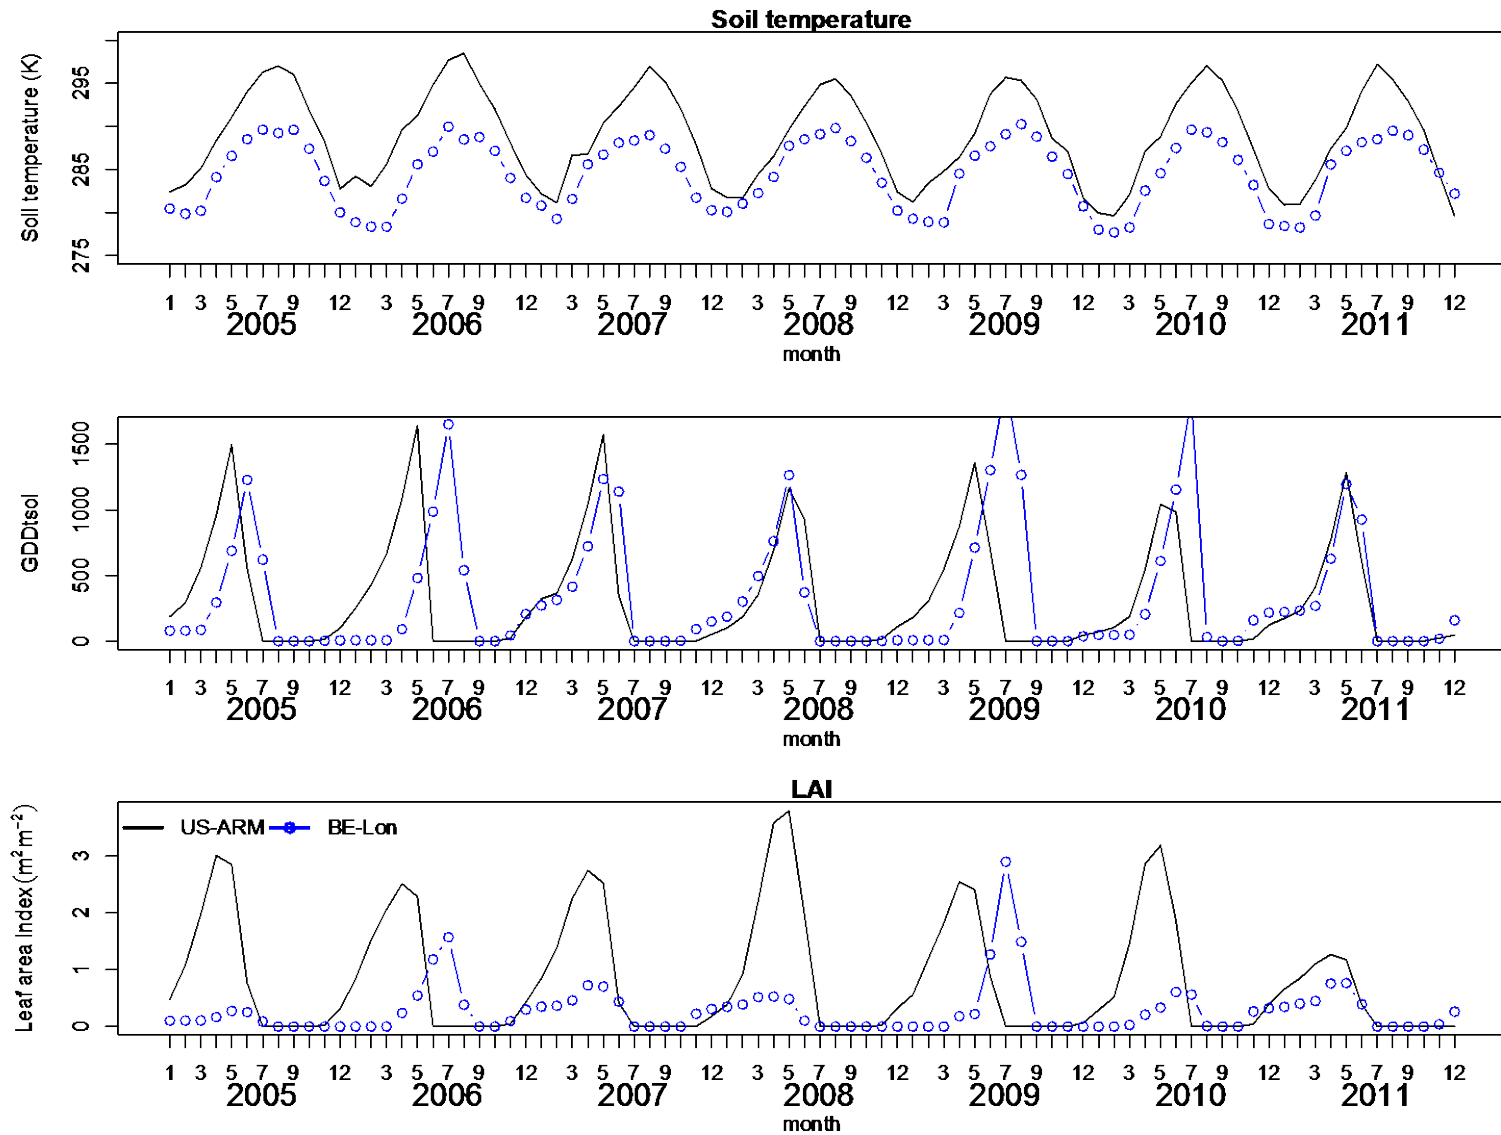 Soil temperature
Soil temperature (K)
295
285
275
1 3 5 7 9 12 3 5 7 9 12 3 5 7 9 12 3 5 7 9 12 3 5 7 9 12 3 5 7 9 12 3 5 7 9 12
2005 2006 2007 2008 2009 2010 2011
month
GDDtsol
1500
1000
500
0
1 3 5 7 9 12 3 5 7 9 12 3 5 7 9 12 3 5 7 9 12 3 5 7 9 12 3 5 7 9 12 3 5 7 9 12
2005 2006 2007 2008 2009 2010 2011
month
LAI
Leaf area Index (m² m⁻²)
US-ARM BE-Lon
3
2
1
0
1 3 5 7 9 12 3 5 7 9 12 3 5 7 9 12 3 5 7 9 12 3 5 7 9 12 3 5 7 9 12 3 5 7 9 12
2005 2006 2007 2008 2009 2010 2011
month